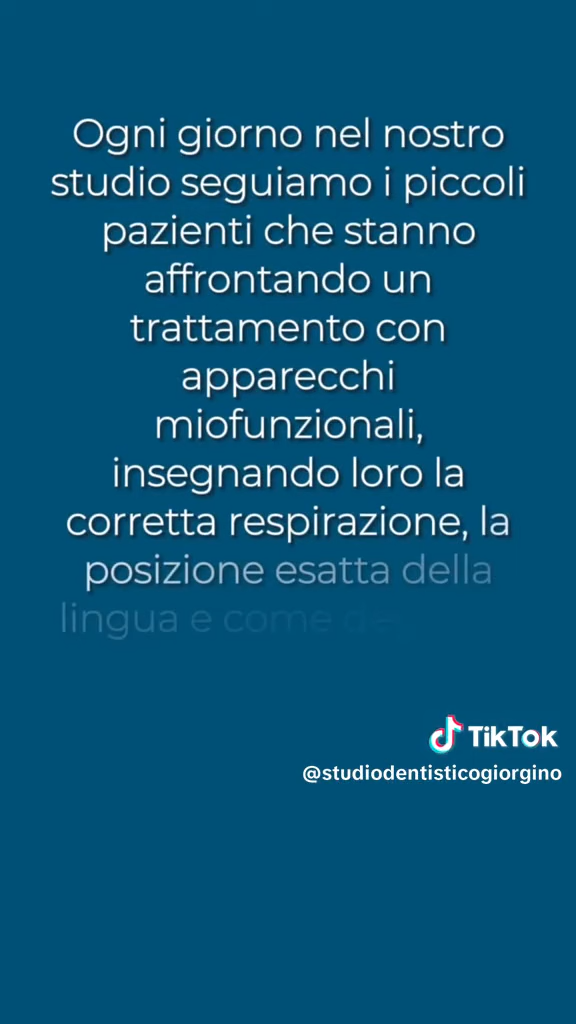 Ogni giorno nel nostro
studio seguiamo i piccoli
pazienti che stanno
affrontando un
trattamento con
apparecchi
miofunzionali,
insegnando loro la
corretta respirazione, la
posizione esatta della
lingua e come
TikTok
@studiodentisticogiorgino